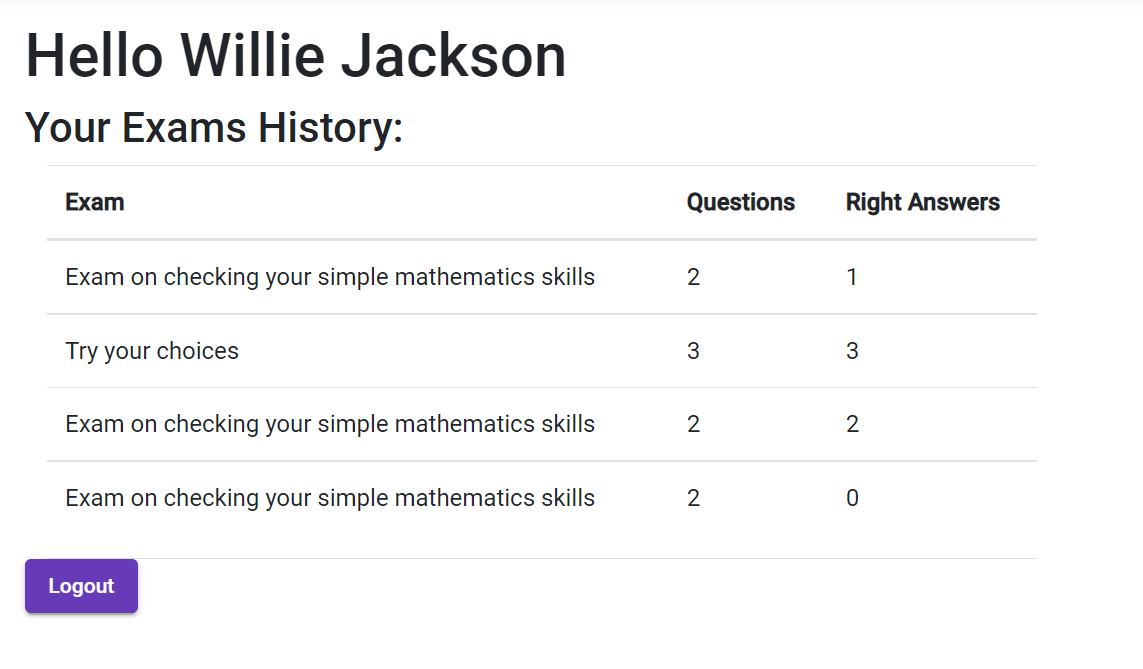 Hello Willie Jackson
Your Exams History:
Exam Questions Right Answers
Exam on checking your simple mathematics skills 2 1
Try your choices 3 3
Exam on checking your simple mathematics skills 2 2
Exam on checking your simple mathematics skills 2 0
Logout